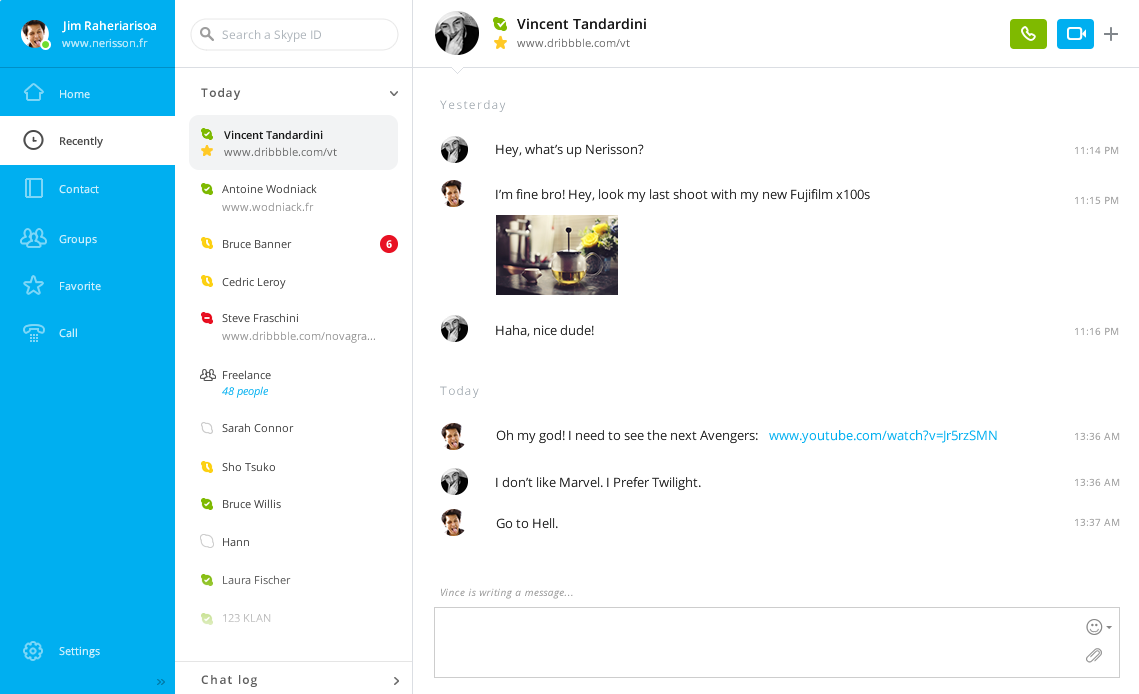 Jim Raheriarisoa
www.nerisson.fr
Home
Recently
Contact
Groups
Favorite
Call
Settings
»
Search a Skype ID
Today
Vincent Tandardini
www.dribbble.com/vt
Antoine Wodniack
www.wodniack.fr
Bruce Banner 6
Cedric Leroy
Steve Fraschini
www.dribbble.com/novagra...
Freelance
48 people
Sarah Connor
Sho Tsuko
Bruce Willis
Hann
Laura Fischer
123 KLAN
Chat log
Vincent Tandardini
www.dribbble.com/vt
Yesterday
Hey, what's up Nerisson? 11:14 PM
I'm fine bro! Hey, look my last shoot with my new Fujifilm x100s 11:15 PM
Haha, nice dude! 11:16 PM
Today
Oh my god! I need to see the next Avengers: www.youtube.com/watch?v=Jr5rzSMN 13:36 AM
I don't like Marvel. I Prefer Twilight. 13:36 AM
Go to Hell. 13:37 AM
Vince is writing a message...